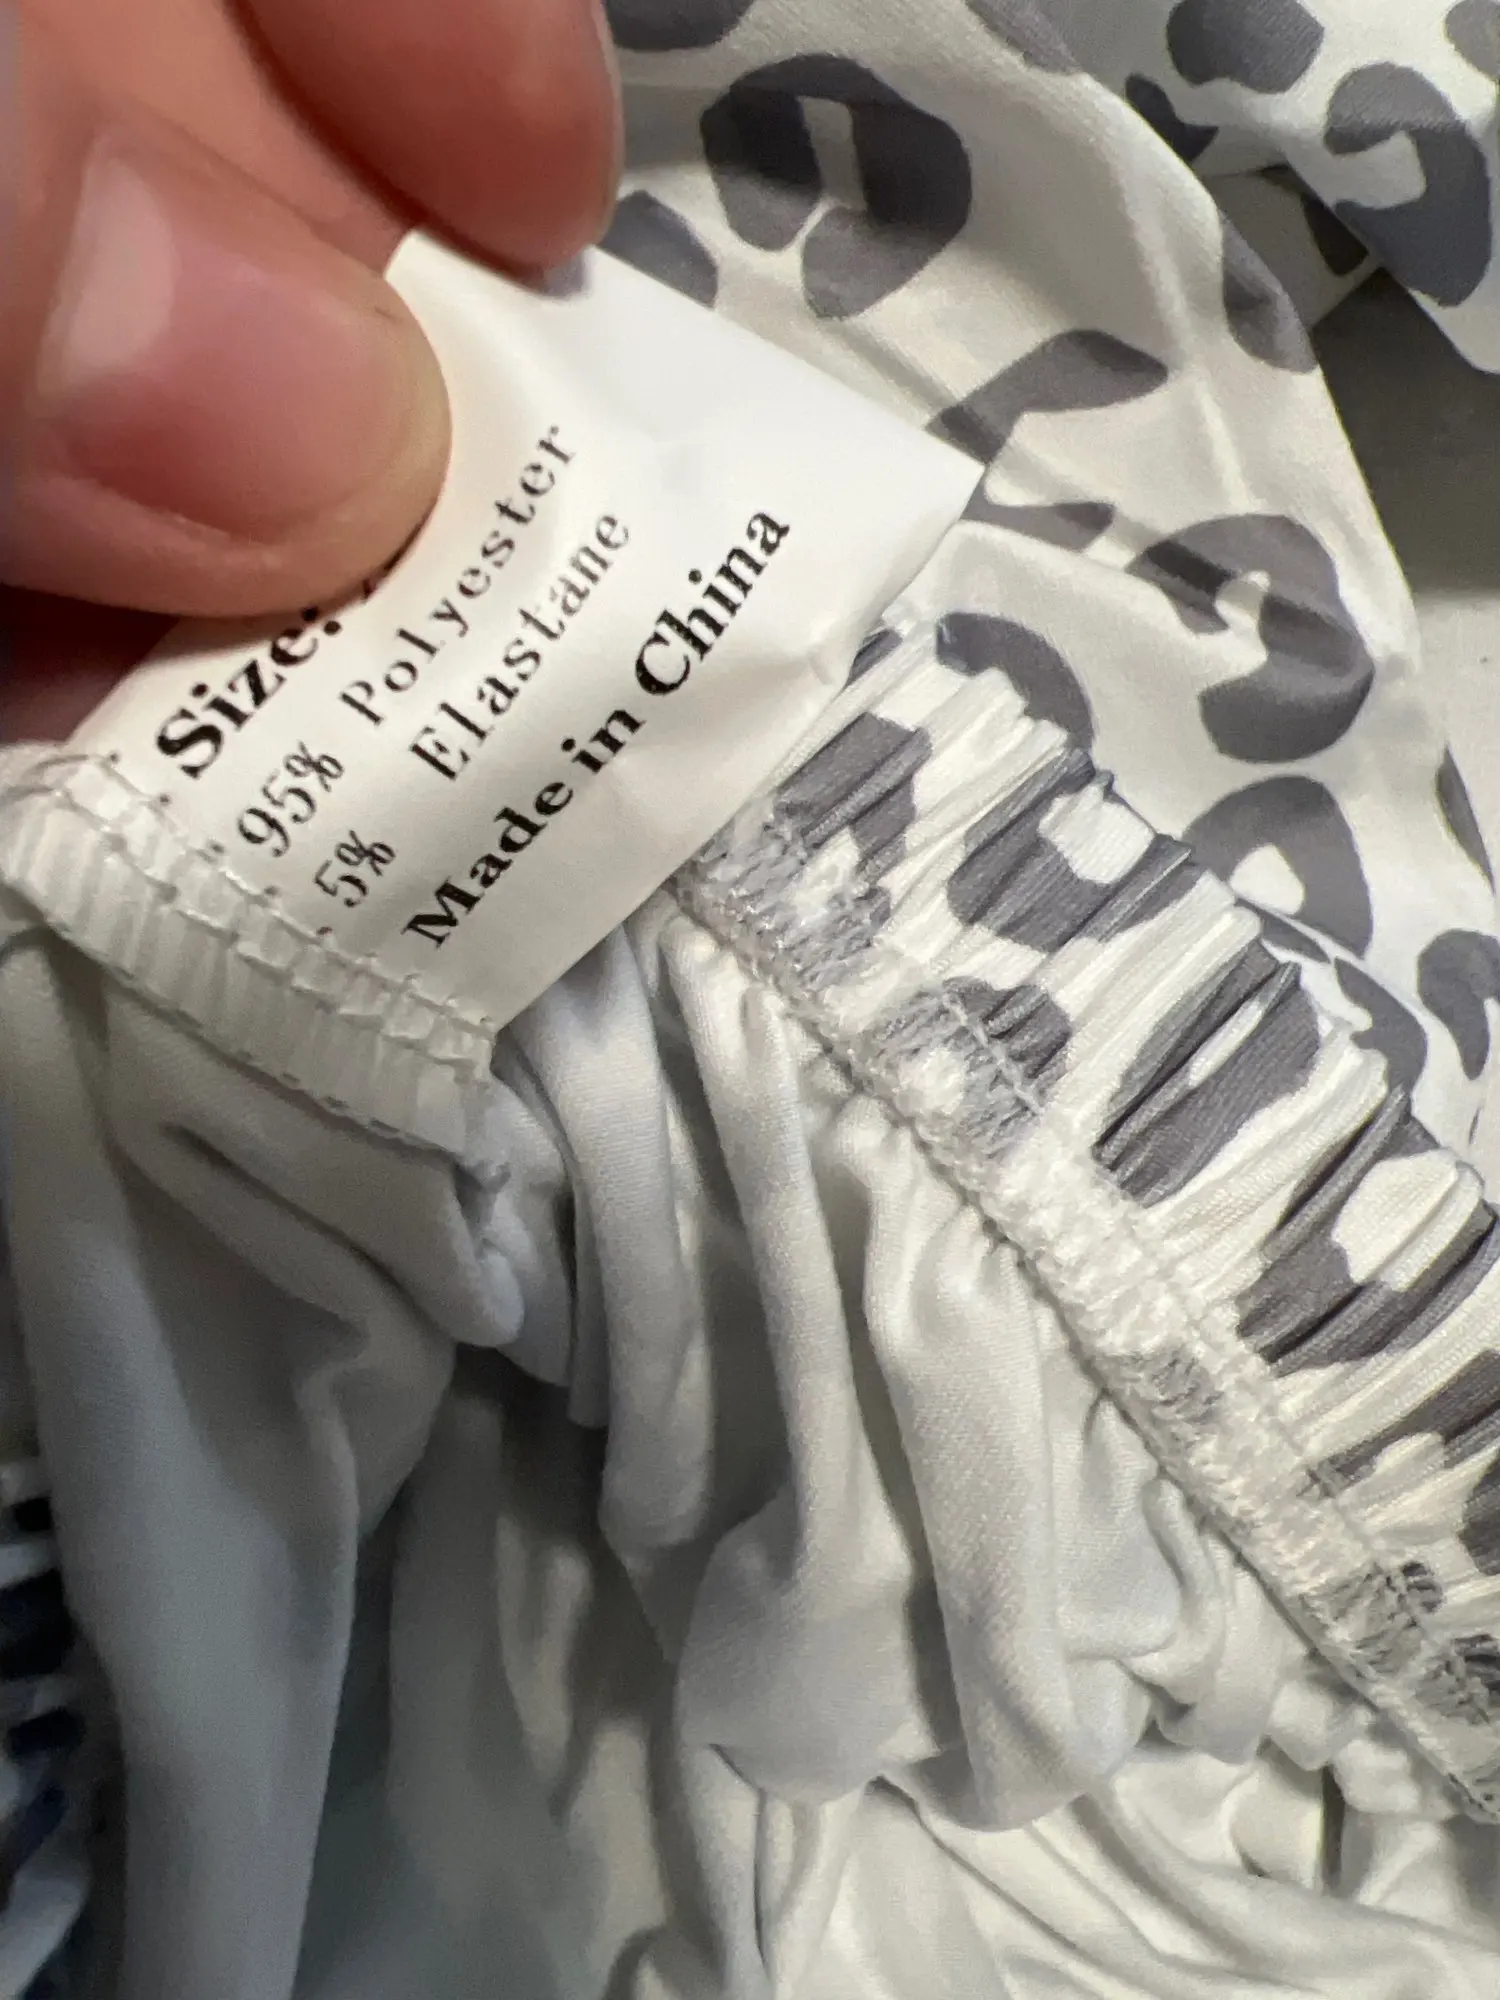 Size:
95% Polyester
5% Elastane
Made in China